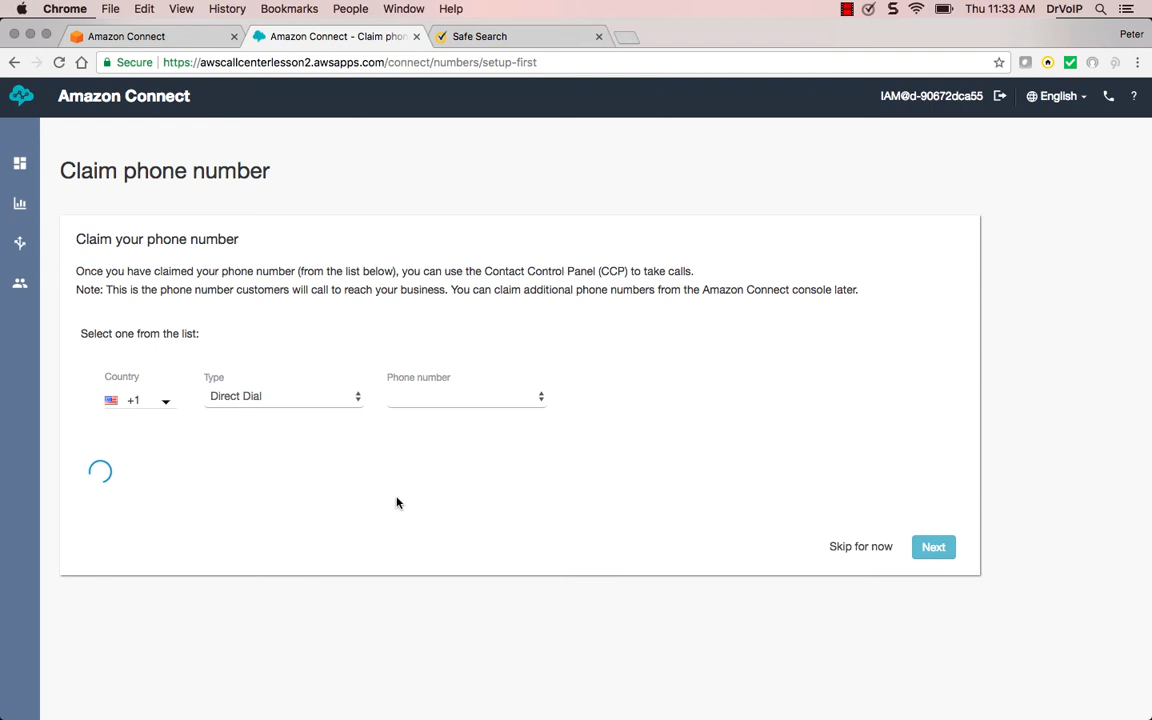 Chrome File Edit View History Bookmarks People Window Help S Thu 11:33 AM DrVoIP
Amazon Connect Amazon Connect - Claim phon Safe Search Peter
Secure https://awscallcenterlesson2.awsapps.com/connect/numbers/setup-first
Amazon Connect IAM@d-90672dca55 English ?
Claim phone number
Claim your phone number
Once you have claimed your phone number (from the list below), you can use the Contact Control Panel (CCP) to take calls.
Note: This is the phone number customers will call to reach your business. You can claim additional phone numbers from the Amazon Connect console later.
Select one from the list:
Country Type Phone number
+1 Direct Dial
Skip for now Next